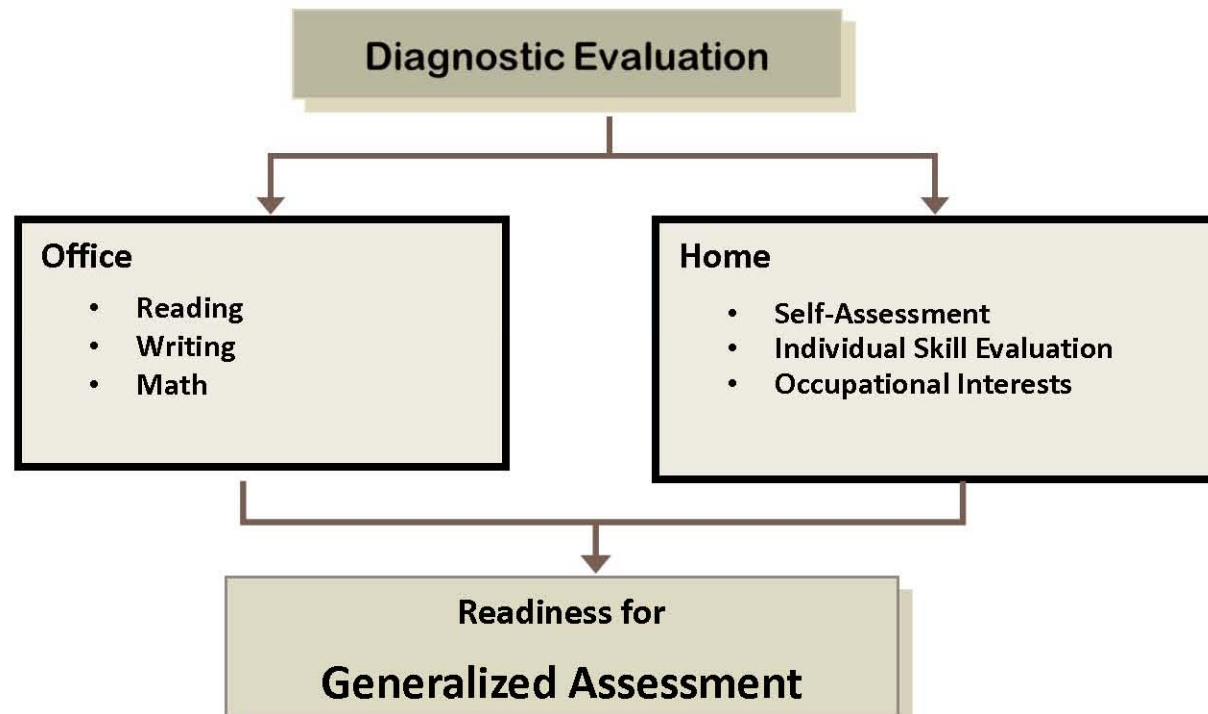 Diagnostic Evaluation
Office
• Reading
• Writing
• Math
Home
• Self-Assessment
• Individual Skill Evaluation
• Occupational Interests
Readiness for
Generalized Assessment